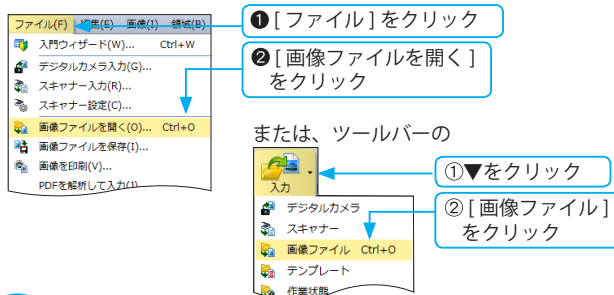 ファイル(F) 編集(E) 画像(I) 領域(R)
入門ウィザード(W)... Ctrl+W
デジタルカメラ入力(G)...
スキャナー入力(R)...
スキャナー設定(C)...
画像ファイルを開く(O)... Ctrl+O
画像ファイルを保存(I)...
画像を印刷(V)...
PDFを解析して入力(1)
❶[ファイル]をクリック
❷[画像ファイルを開く]
をクリック
または、ツールバーの
入力
デジタルカメラ
スキャナー
画像ファイル Ctrl+O
テンプレート
作業状態
①▼をクリック
②[画像ファイル]
をクリック